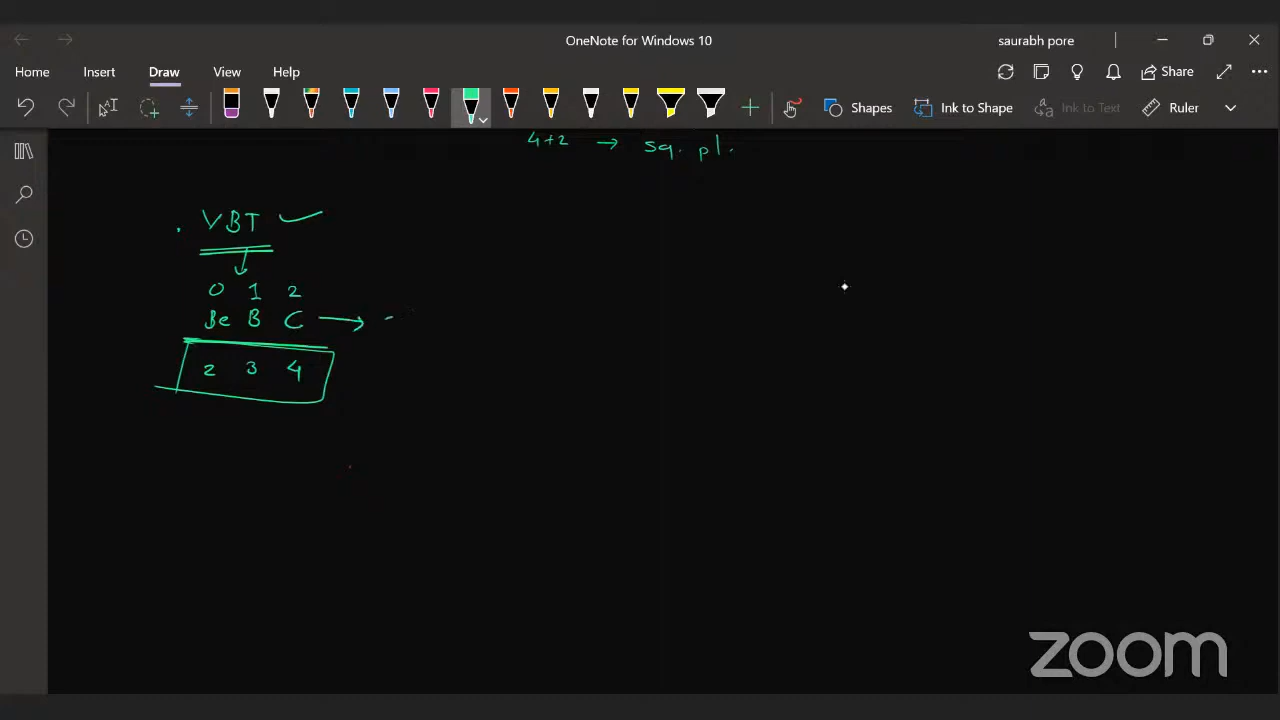 OneNote for Windows 10
saurabh pore
Home Insert Draw View Help
Share
Shapes Ink to Shape Ink to Text Ruler
4+2 → sq. pl.
. VBT ✓
0 1 2
Be B C → -
2 3 4
zoom